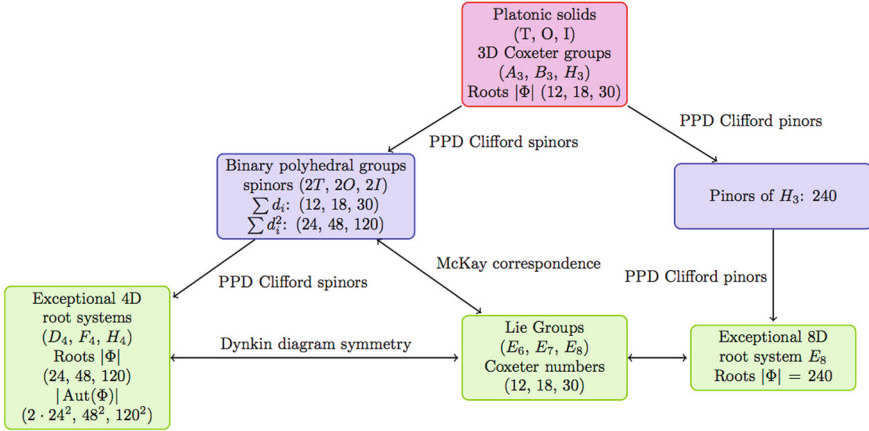 Platonic solids
(T, O, I)
3D Coxeter groups
(A₃, B₃, H₃)
Roots |Φ| (12, 18, 30)
PPD Clifford spinors
PPD Clifford pinors
Binary polyhedral groups
spinors (2T, 2O, 2I)
∑ dᵢ: (12, 18, 30)
∑ dᵢ²: (24, 48, 120)
Pinors of H₃: 240
PPD Clifford spinors
McKay correspondence
PPD Clifford pinors
Exceptional 4D
root systems
(D₄, F₄, H₄)
Roots |Φ|
(24, 48, 120)
|Aut(Φ)|
(2 · 24², 48², 120²)
Dynkin diagram symmetry
Lie Groups
(E₆, E₇, E₈)
Coxeter numbers
(12, 18, 30)
Exceptional 8D
root system E₈
Roots |Φ| = 240